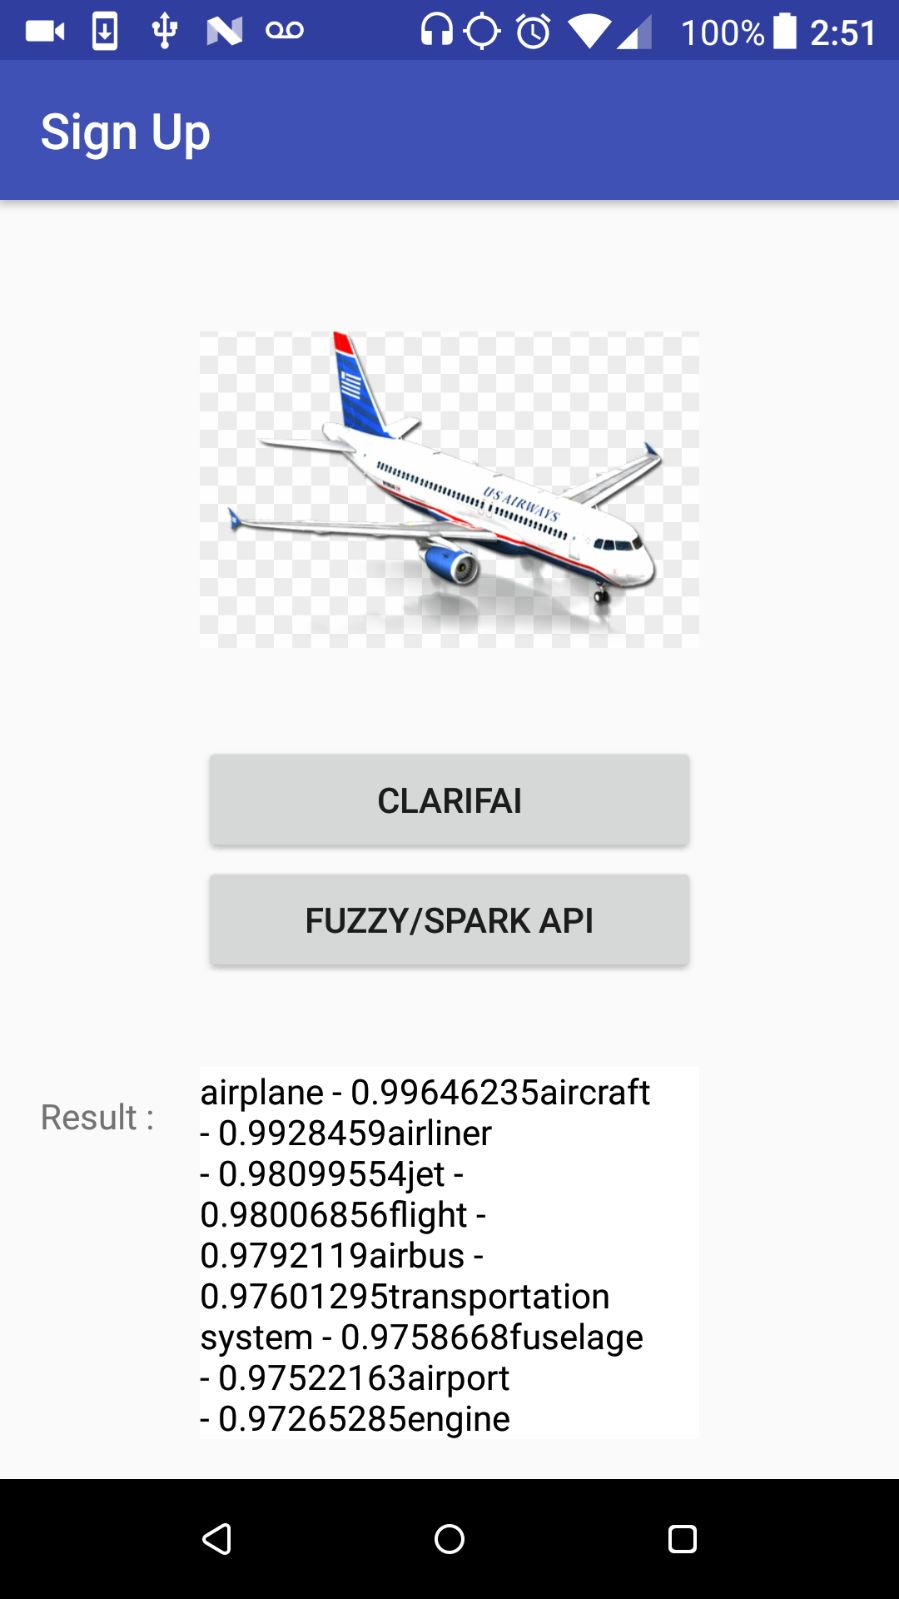 100% 2:51
Sign Up
US AIRWAYS
CLARIFAI
FUZZY/SPARK API
Result :
airplane - 0.99646235aircraft
- 0.9928459airliner
- 0.98099554jet -
0.98006856flight -
0.9792119airbus -
0.97601295transportation
system - 0.9758668fuselage
- 0.97522163airport
- 0.97265285engine